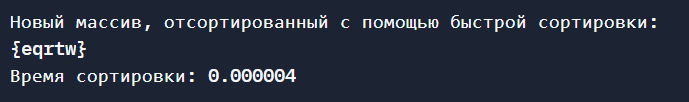 Новый массив, отсортированный с помощью быстрой сортировки:
{eqrtw}
Время сортировки: 0.000004